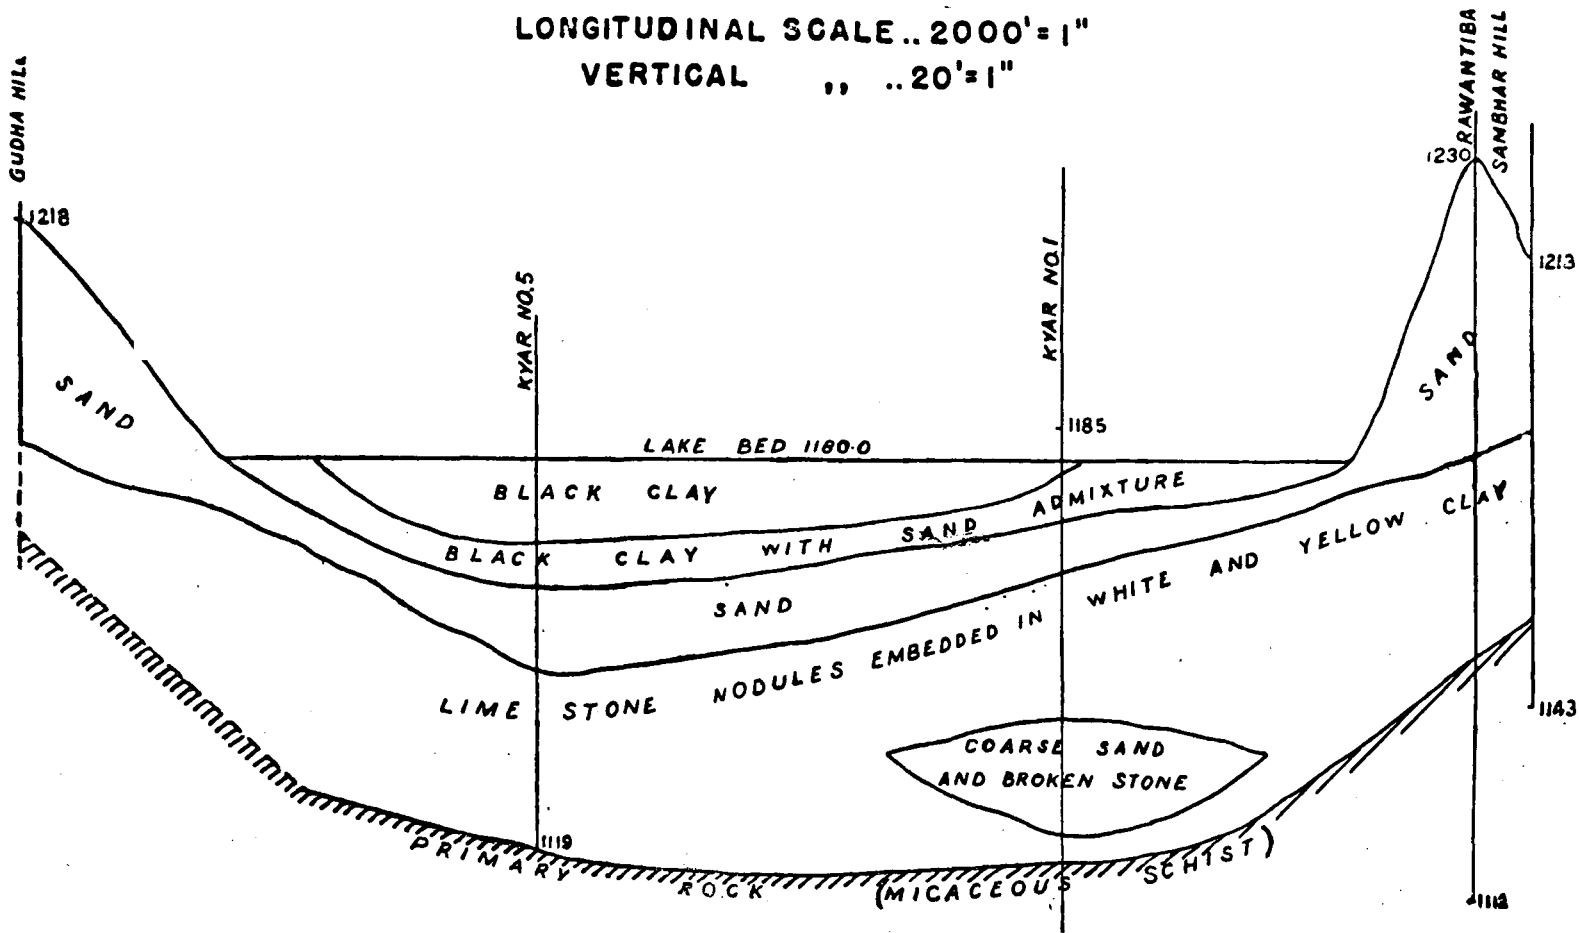 LONGITUDINAL SCALE.. 2000'=1"
VERTICAL ,, ..20'=1"
GUDHA HILL
RAWANTIBA
SAMBHAR HILL
1230
1218
1213
KYAR NO.5
KYAR NO.1
SAND
SAND
1185
LAKE BED 1180.0
BLACK CLAY
BLACK CLAY WITH SAND ADMIXTURE
SAND
LIME STONE NODULES EMBEDDED IN WHITE AND YELLOW CLAY
1143
COARSE SAND
AND BROKEN STONE
1119
PRIMARY ROCK (MICACEOUS SCHIST)
1112